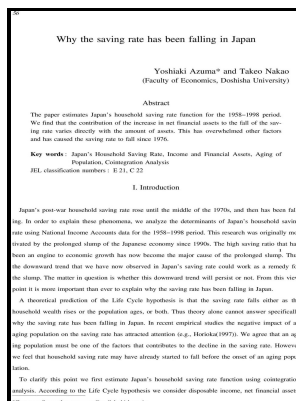 56
Why the saving rate has been falling in Japan
Yoshiaki Azuma* and Takeo Nakao
(Faculty of Economics, Doshisha University)
Abstract
The paper estimates Japan's household saving rate function for the 1958–1998 period.
We find that the contribution of the increase in net financial assets to the fall of the sav-
ing rate varies directly with the amount of assets. This has overwhelmed other factors
and has caused the saving rate to fall since 1976.
Key words : Japan's Household Saving Rate, Income and Financial Assets, Aging of
Population, Cointegration Analysis
JEL classification numbers : E 21, C 22
I. Introduction
Japan's post-war household saving rose until the middle of the 1970s, and then has been fal
ing. In order to explain these phenomena, we analyze the determinants of Japan's household savin
rate using National Income Accounts data for the 1958–1998 period. This research was originally mo
tivated by the prolonged slump of the Japanese economy since 1990s. The high saving ratio that ha
been an engine to economic growth has now become the major cause of the prolonged slump. The
the downward trend that we have now observed in Japan's saving rate could work as a remedy fo
the slump. The matter in question is whether this downward trend will persist or not. From this vie
point it is more important than ever to explain why the saving rate has been falling in Japan.
A theoretical prediction of the Life Cycle hypothesis is that the saving rate falls either as th
household wealth rises or the population ages, or both. Thus theory alone cannot answer specificall
why the saving rate has been falling in Japan. In recent empirical studies the negative impact of a
aging population on the saving rate has attracted attention (e.g., Horioka(1997)). We agree that an ag
ing population must be one of the factors that contributes to the decline in the saving rate. Howeve
we feel that household saving rate may have already started to fall before the onset of an aging popu
lation.
To clarify this point we first estimate Japan's household saving rate function using cointegratio
analysis. According to the Life Cycle hypothesis we consider disposable income, net financial asset